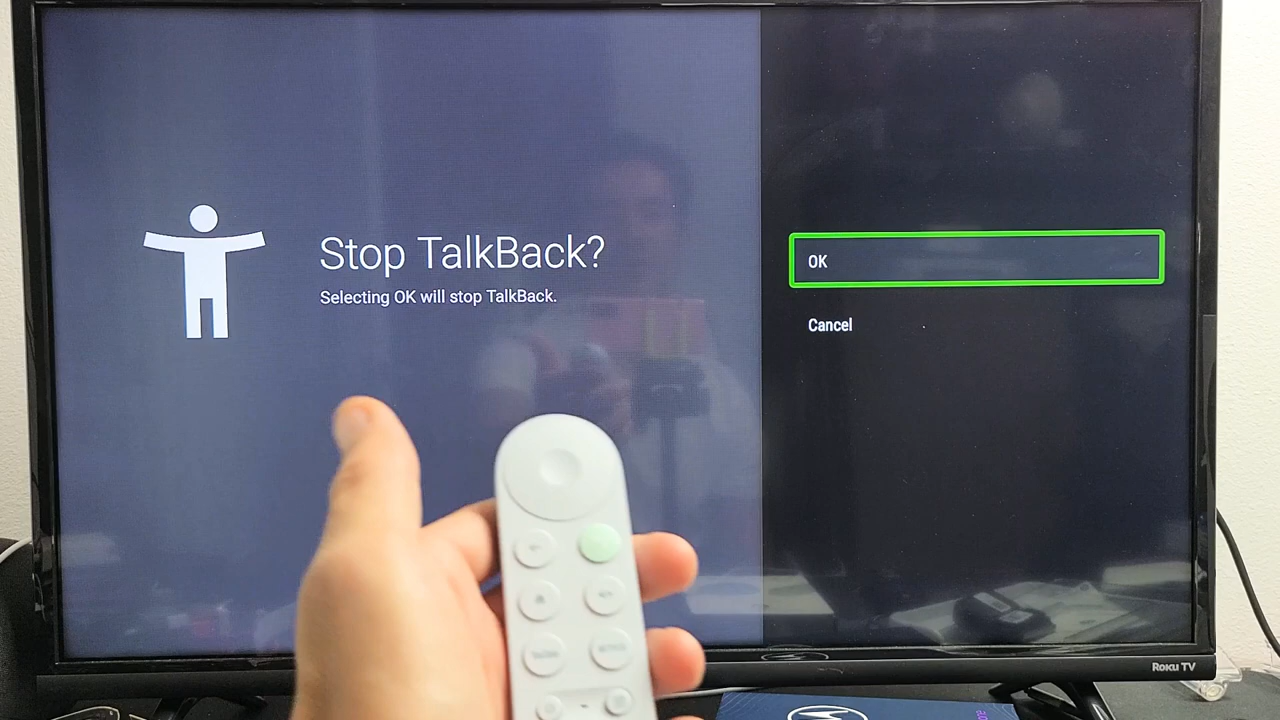 Stop TalkBack?
Selecting OK will stop TalkBack.
OK
Cancel
Roku TV